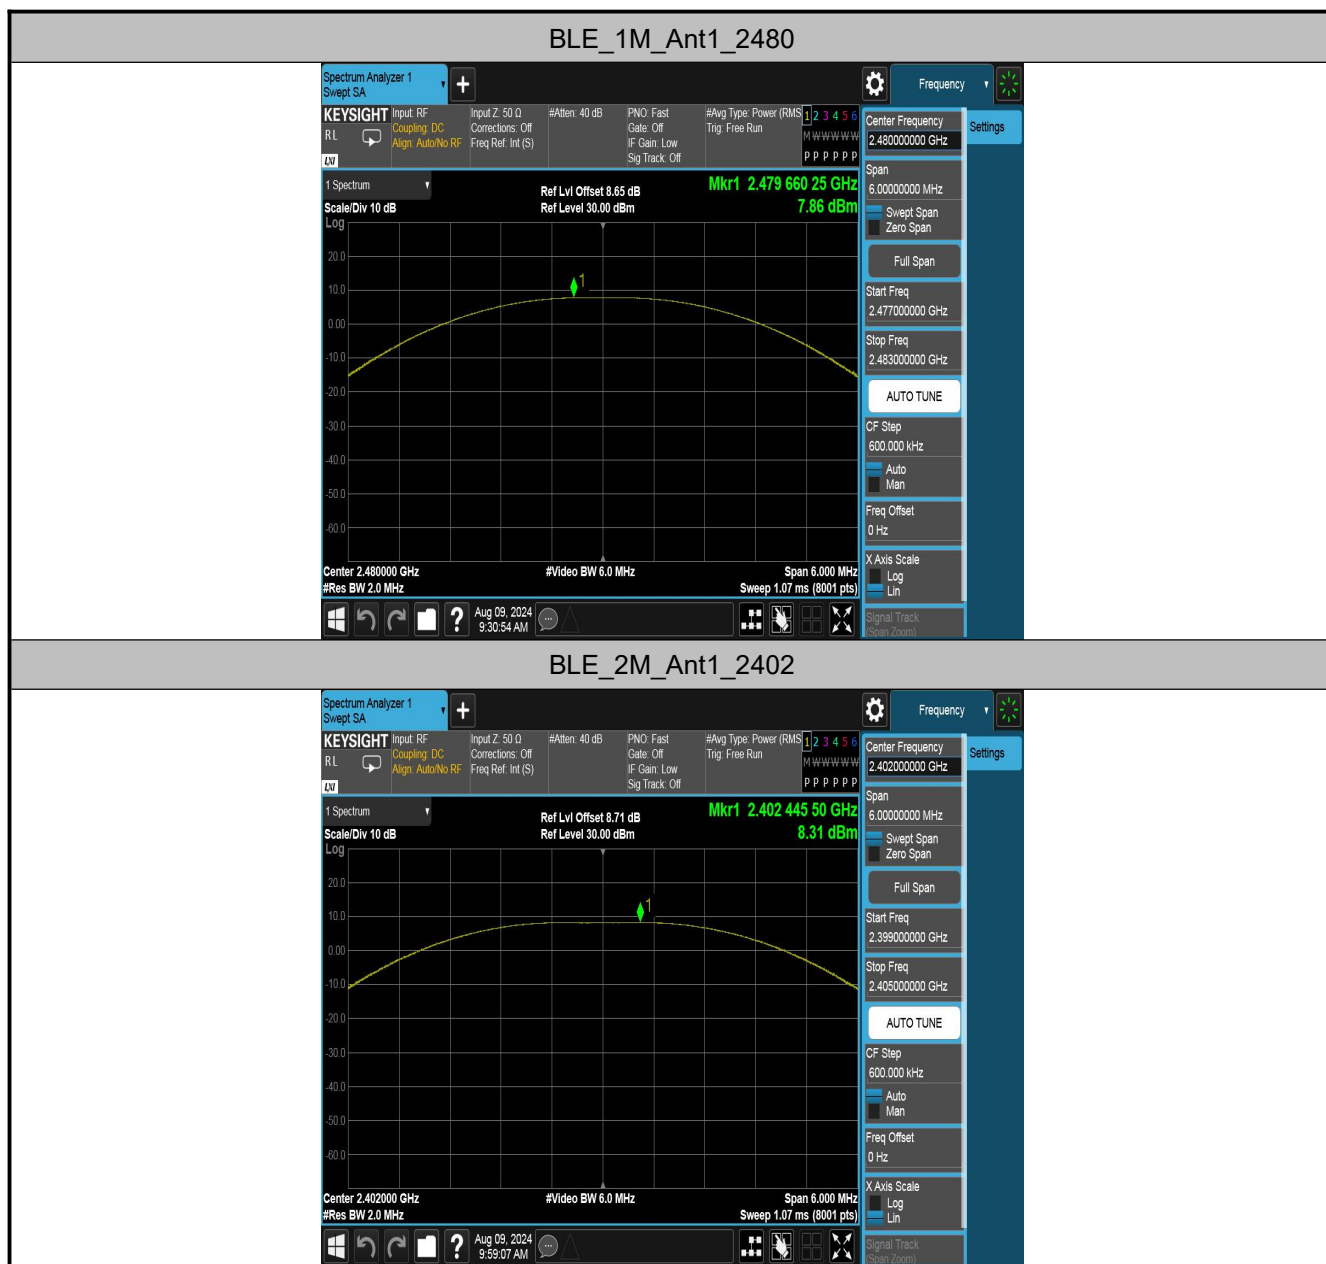 BLE_1M_Ant1_2480
Spectrum Analyzer 1
Swept SA
+
Frequency
KEYSIGHT
RL
LXI
Input: RF
Coupling: DC
Align: Auto/No RF
Input Z: 50 Ω
Corrections: Off
Freq Ref: Int (S)
#Atten: 40 dB
PNO: Fast
Gate: Off
IF Gain: Low
Sig Track: Off
#Avg Type: Power (RMS
Trig: Free Run
1 2 3 4 5 6
M W W W W W
P P P P P P
1 Spectrum
Scale/Div 10 dB
Log
Ref Lvl Offset 8.65 dB
Ref Level 30.00 dBm
Mkr1 2.479 660 25 GHz
7.86 dBm
1
20.0
10.0
0.00
-10.0
-20.0
-30.0
-40.0
-50.0
-60.0
Center 2.480000 GHz
#Res BW 2.0 MHz
#Video BW 6.0 MHz
Span 6.000 MHz
Sweep 1.07 ms (8001 pts)
Center Frequency
2.480000000 GHz
Settings
Span
6.00000000 MHz
Swept Span
Zero Span
Full Span
Start Freq
2.477000000 GHz
Stop Freq
2.483000000 GHz
AUTO TUNE
CF Step
600.000 kHz
Auto
Man
Freq Offset
0 Hz
X Axis Scale
Log
Lin
Signal Track
(Span Zoom)
?
Aug 09, 2024
9:30:54 AM
BLE_2M_Ant1_2402
Spectrum Analyzer 1
Swept SA
+
Frequency
KEYSIGHT
RL
LXI
Input: RF
Coupling: DC
Align: Auto/No RF
Input Z: 50 Ω
Corrections: Off
Freq Ref: Int (S)
#Atten: 40 dB
PNO: Fast
Gate: Off
IF Gain: Low
Sig Track: Off
#Avg Type: Power (RMS
Trig: Free Run
1 2 3 4 5 6
M W W W W W
P P P P P P
1 Spectrum
Scale/Div 10 dB
Log
Ref Lvl Offset 8.71 dB
Ref Level 30.00 dBm
Mkr1 2.402 445 50 GHz
8.31 dBm
1
20.0
10.0
0.00
-10.0
-20.0
-30.0
-40.0
-50.0
-60.0
Center 2.402000 GHz
#Res BW 2.0 MHz
#Video BW 6.0 MHz
Span 6.000 MHz
Sweep 1.07 ms (8001 pts)
Center Frequency
2.402000000 GHz
Settings
Span
6.00000000 MHz
Swept Span
Zero Span
Full Span
Start Freq
2.399000000 GHz
Stop Freq
2.405000000 GHz
AUTO TUNE
CF Step
600.000 kHz
Auto
Man
Freq Offset
0 Hz
X Axis Scale
Log
Lin
Signal Track
(Span Zoom)
?
Aug 09, 2024
9:59:07 AM